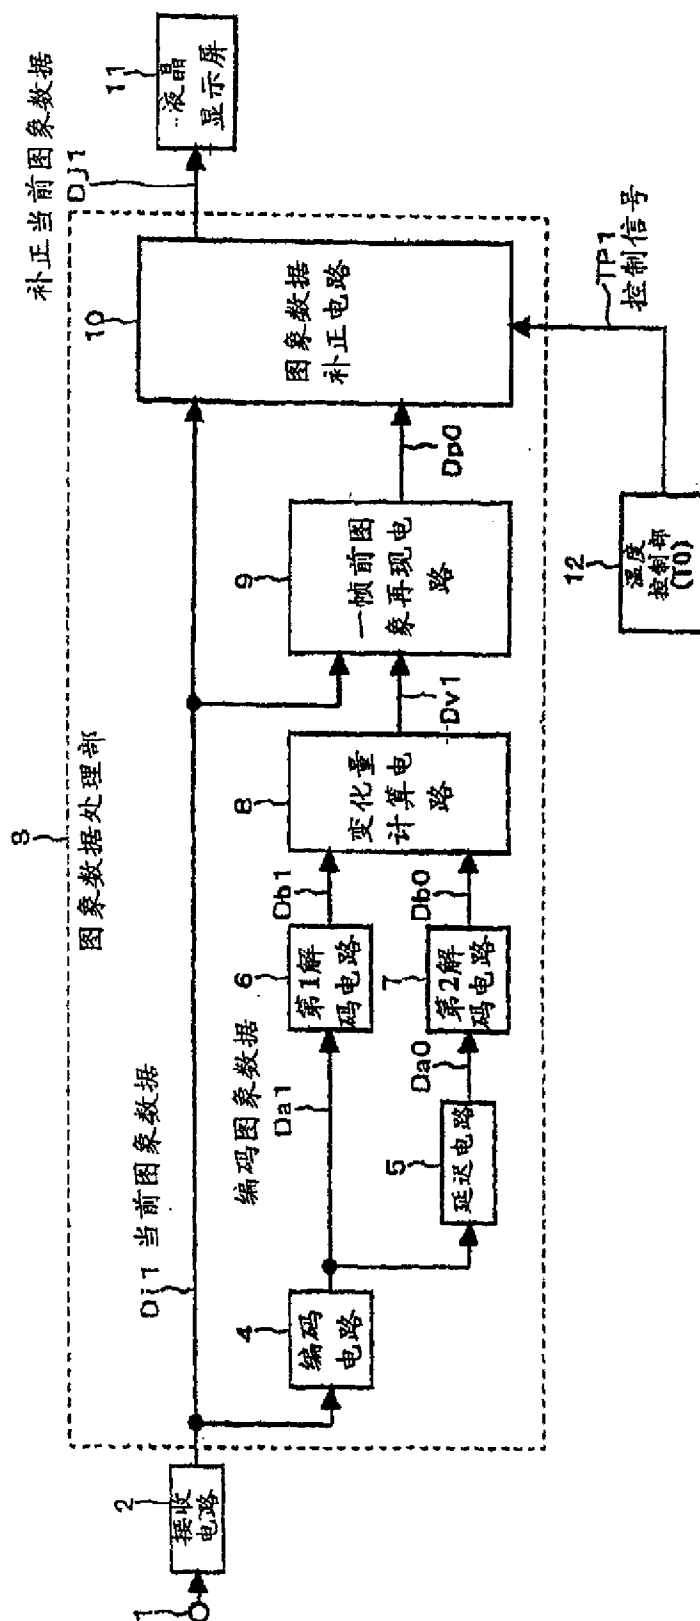 1
2
接收
电路
3
图象数据处理部
Di1 当前图象数据
4
编码
电路
编码图象数据
Da1
5
延迟电路
Da0
6
第1解
码电路
7
第2解
码电路
Db1
Db0
8
变化量
计算电
路
Dv1
9
一帧前图
象再现电
路
Dp0
10
图象数据
补正电路
补正当前图象数据
Dj1
11
液晶
显示屏
12
温度
控制部
(T0)
TP1
控制信号